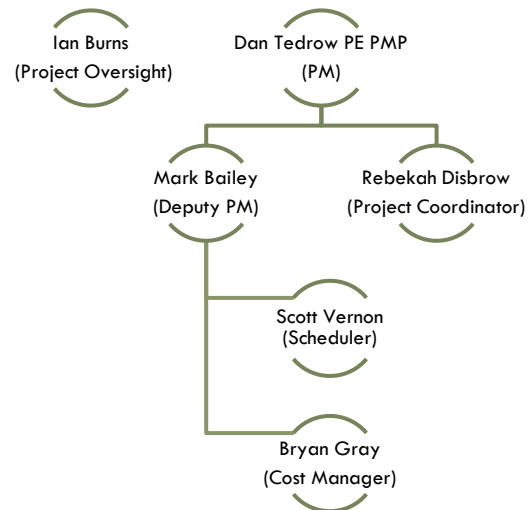 Ian Burns
(Project Oversight)
Dan Tedrow PE PMP
(PM)
Mark Bailey
(Deputy PM)
Rebekah Disbrow
(Project Coordinator)
Scott Vernon
(Scheduler)
Bryan Gray
(Cost Manager)